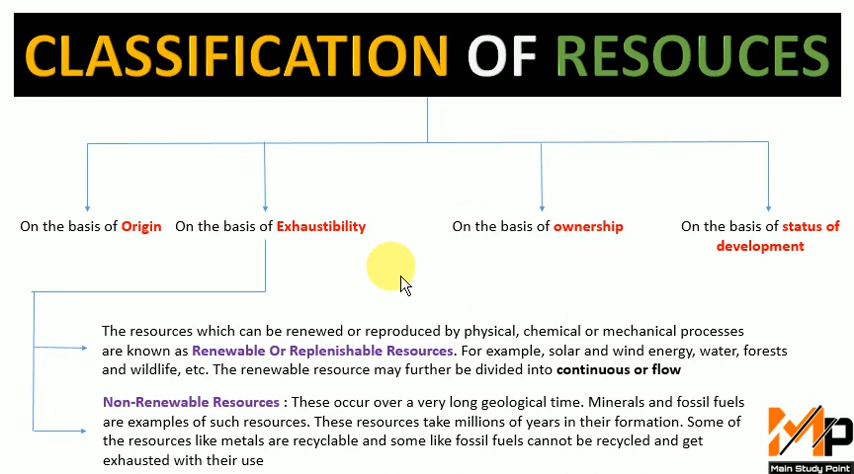 CLASSIFICATION OF RESOUCES
On the basis of Origin
On the basis of Exhaustibility
On the basis of ownership
On the basis of status of
development
The resources which can be renewed or reproduced by physical, chemical or mechanical processes
are known as Renewable Or Replenishable Resources. For example, solar and wind energy, water, forests
and wildlife, etc. The renewable resource may further be divided into continuous or flow
Non-Renewable Resources : These occur over a very long geological time. Minerals and fossil fuels
are examples of such resources. These resources take millions of years in their formation. Some of
the resources like metals are recyclable and some like fossil fuels cannot be recycled and get
exhausted with their use
MP
Main Study Point